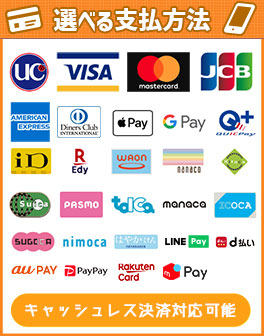 選べる支払方法
UC
VISA
mastercard
JCB
AMERICAN
EXPRESS
Diners Club
INTERNATIONAL
Pay
G Pay
QUICPay
iD
Rakuten
Edy
WAON
nanaco
Suica
PASMO
toica
manaca
ICOCA
SUGOCA
nimoca
はやかけん
LINE Pay
d払い
au PAY
PayPay
Rakuten
Card
Pay
キャッシュレス決済対応可能